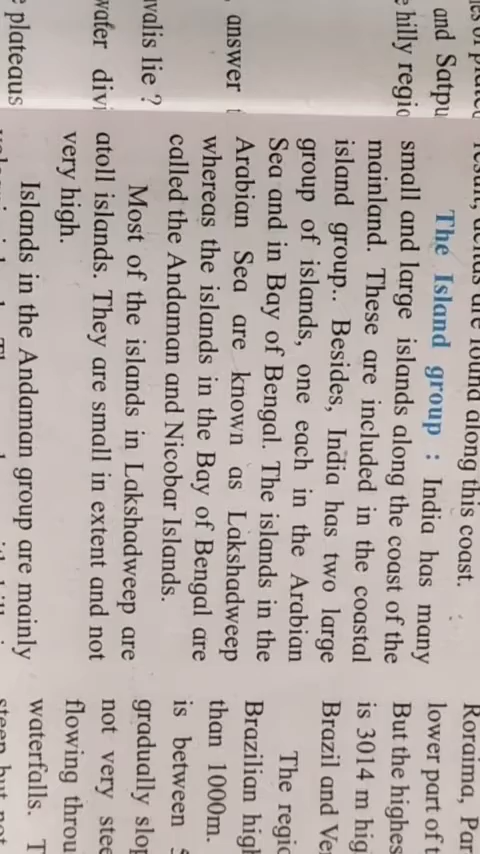 and Satpu
hilly regio
answer
valis lie ?
divi
plateaus
found along this coast.
The Island group : India has many
small and large islands along the coast of the
mainland. These are included in the coastal
island group.. Besides, India has two large
group of islands, one each in the Arabian
Sea and in Bay of Bengal. The islands in the
Arabian Sea are known as Lakshadweep
whereas the islands in the Bay of Bengal are
called the Andaman and Nicobar Islands.
Most of the islands in Lakshadweep are
atoll islands. They are small in extent and not
very high.
Islands in the Andaman group are mainly
Roraima, Par
lower part of t
But the highes
is 3014 m hig
Brazil and Ve
The regio
Brazilian high
than 1000m.
is between
gradually slop
not very stee
flowing throu
waterfalls. T